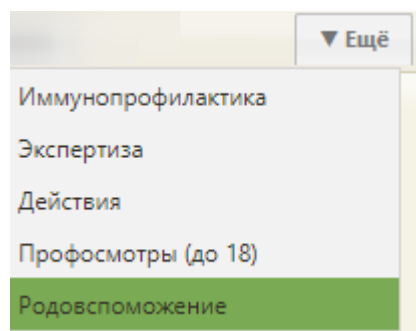 ▼ Ещё
Иммунопрофилактика
Экспертиза
Действия
Профосмотры (до 18)
Родовспоможение